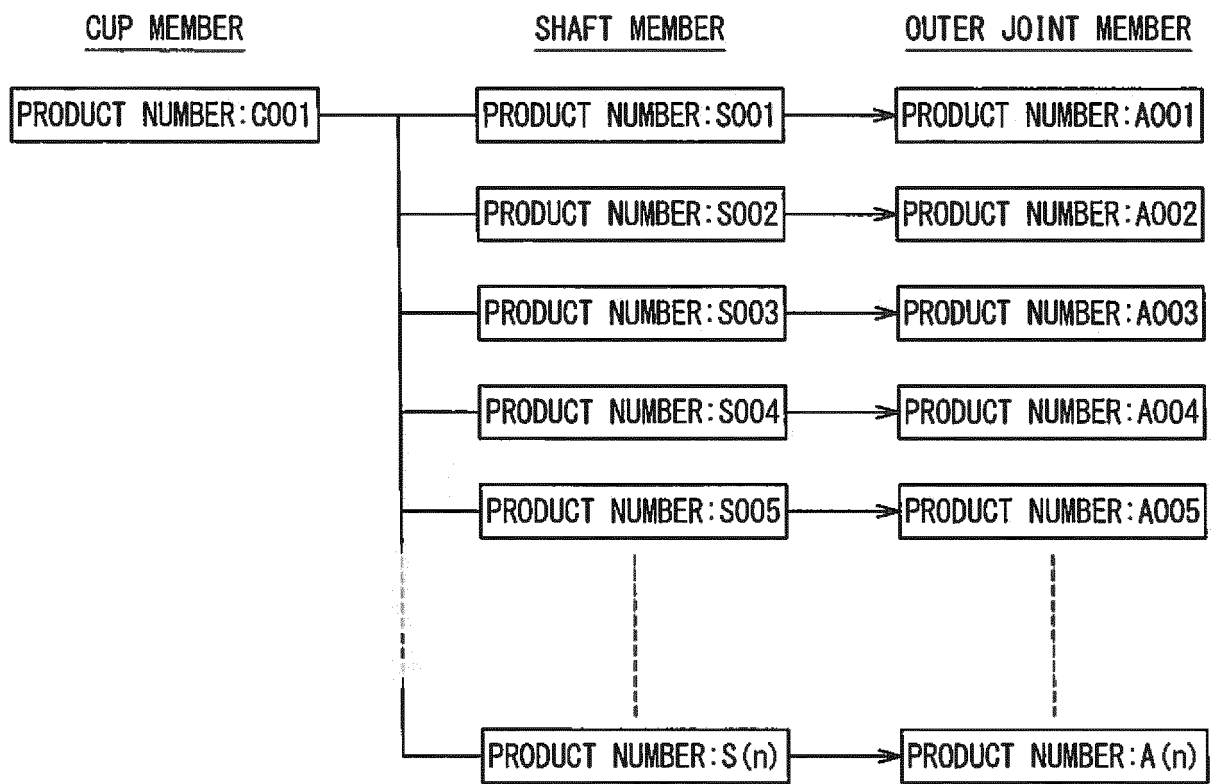 CUP MEMBER SHAFT MEMBER OUTER JOINT MEMBER
PRODUCT NUMBER:C001 PRODUCT NUMBER:S001 PRODUCT NUMBER:A001
PRODUCT NUMBER:S002 PRODUCT NUMBER:A002
PRODUCT NUMBER:S003 PRODUCT NUMBER:A003
PRODUCT NUMBER:S004 PRODUCT NUMBER:A004
PRODUCT NUMBER:S005 PRODUCT NUMBER:A005
PRODUCT NUMBER:S(n) PRODUCT NUMBER:A(n)